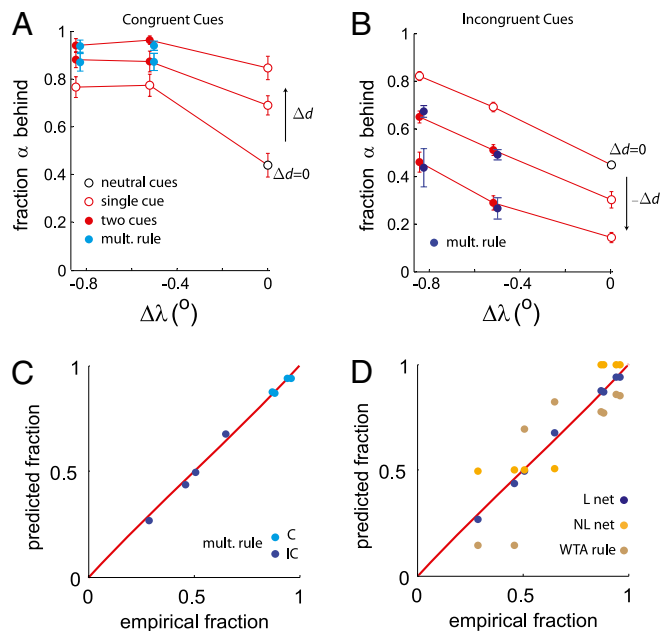 A
Congruent Cues
fraction α behind
1
0.8
0.6
0.4
0.2
0
Δd
Δd=0
neutral cues
single cue
two cues
mult. rule
-0.8
-0.4
0
Δλ (°)
B
Incongruent Cues
fraction α behind
1
0.8
0.6
0.4
0.2
0
Δd=0
–Δd
mult. rule
-0.8
-0.4
0
Δλ (°)
C
predicted fraction
1
0.5
0
0.5
1
mult. rule
C
IC
empirical fraction
D
predicted fraction
1
0.5
0
0.5
1
L net
NL net
WTA rule
empirical fraction